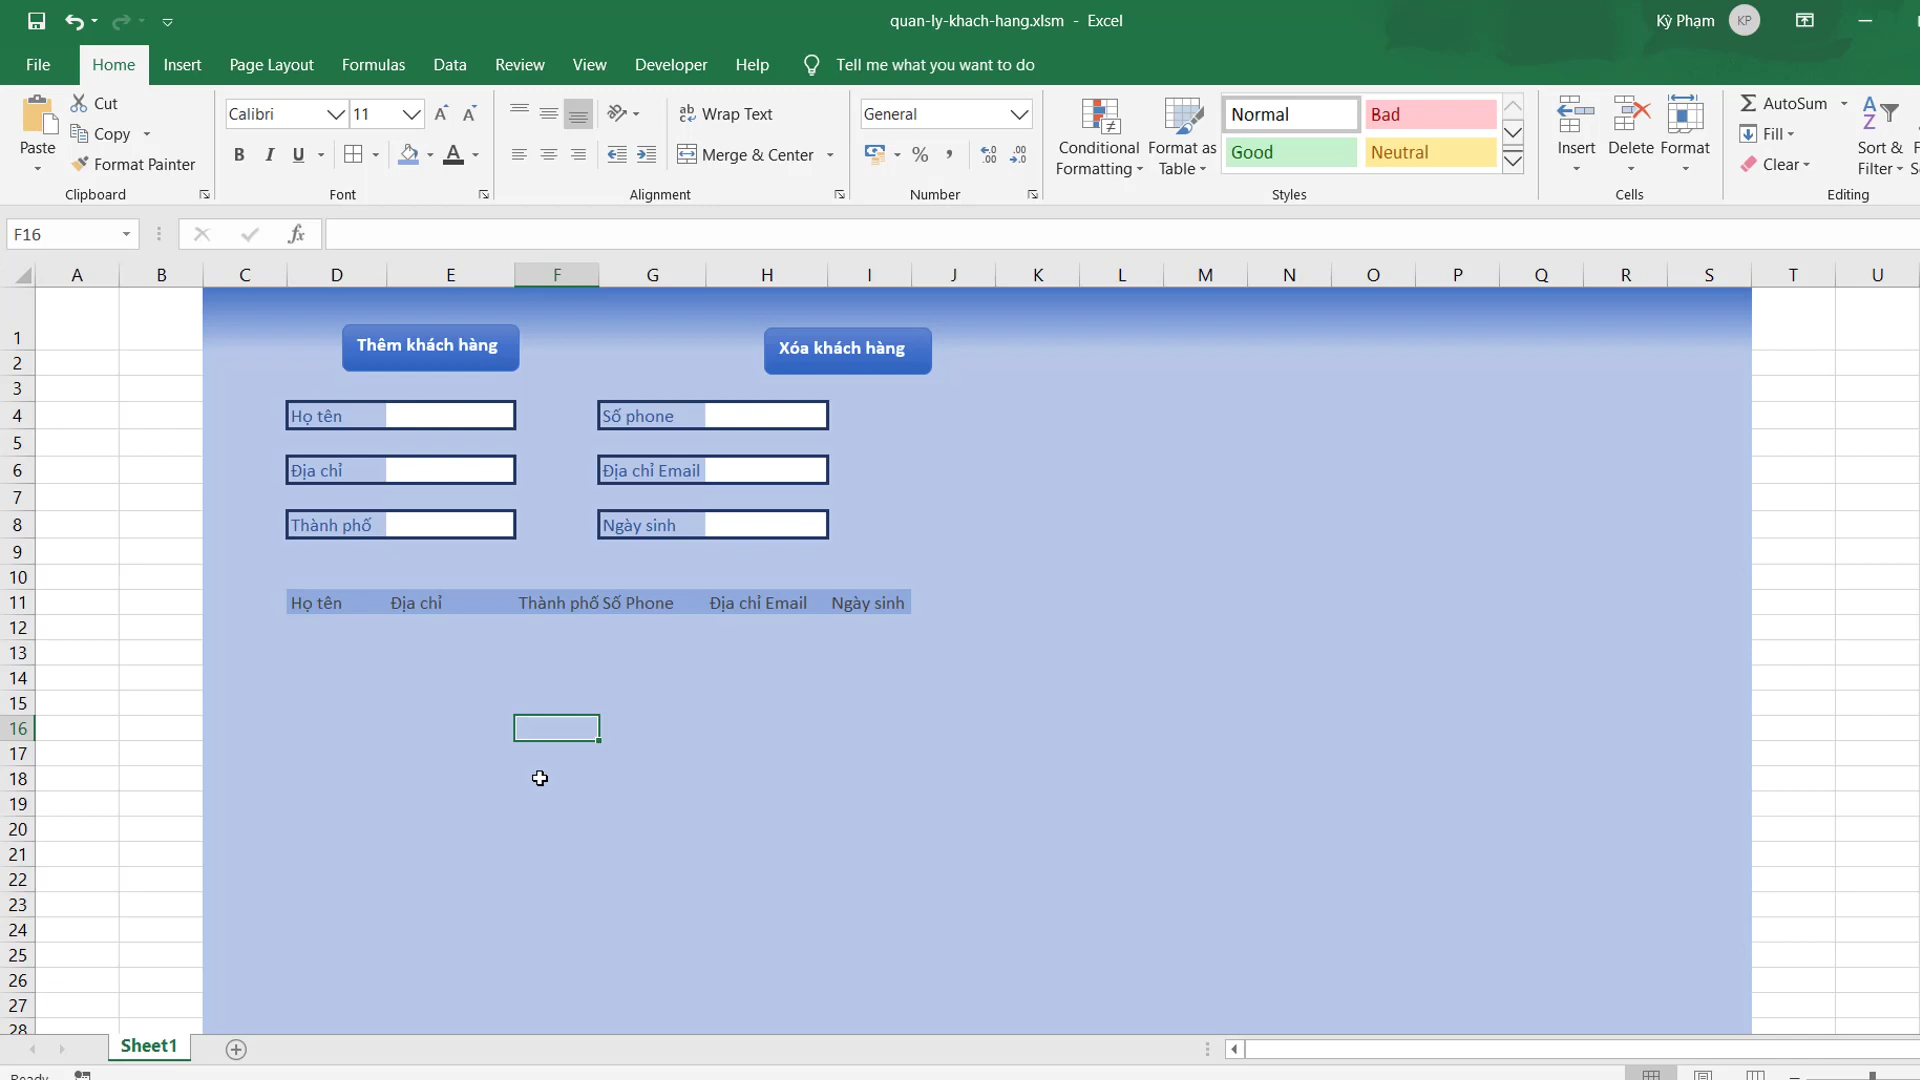 quan-ly-khach-hang.xlsm - Excel
Kỳ Phạm KP
File Home Insert Page Layout Formulas Data Review View Developer Help Tell me what you want to do
Paste
Cut
Copy
Format Painter
Clipboard
Calibri 11
B I U A
Font
Wrap Text
Merge & Center
Alignment
General
%
Number
Conditional Formatting
Format as Table
Normal Bad
Good Neutral
Styles
Insert Delete Format
Cells
AutoSum
Fill
Clear
Sort &
Filter
Editing
F16
fx
A B C D E F G H I J K L M N O P Q R S T U
1
Thêm khách hàng Xóa khách hàng
2
3
4 Họ tên Số phone
5
6 Địa chỉ Địa chỉ Email
7
8 Thành phố Ngày sinh
9
10
11 Họ tên Địa chỉ Thành phố Số Phone Địa chỉ Email Ngày sinh
12
13
14
15
16
17
18
19
20
21
22
23
24
25
26
27
28
Sheet1
Ready